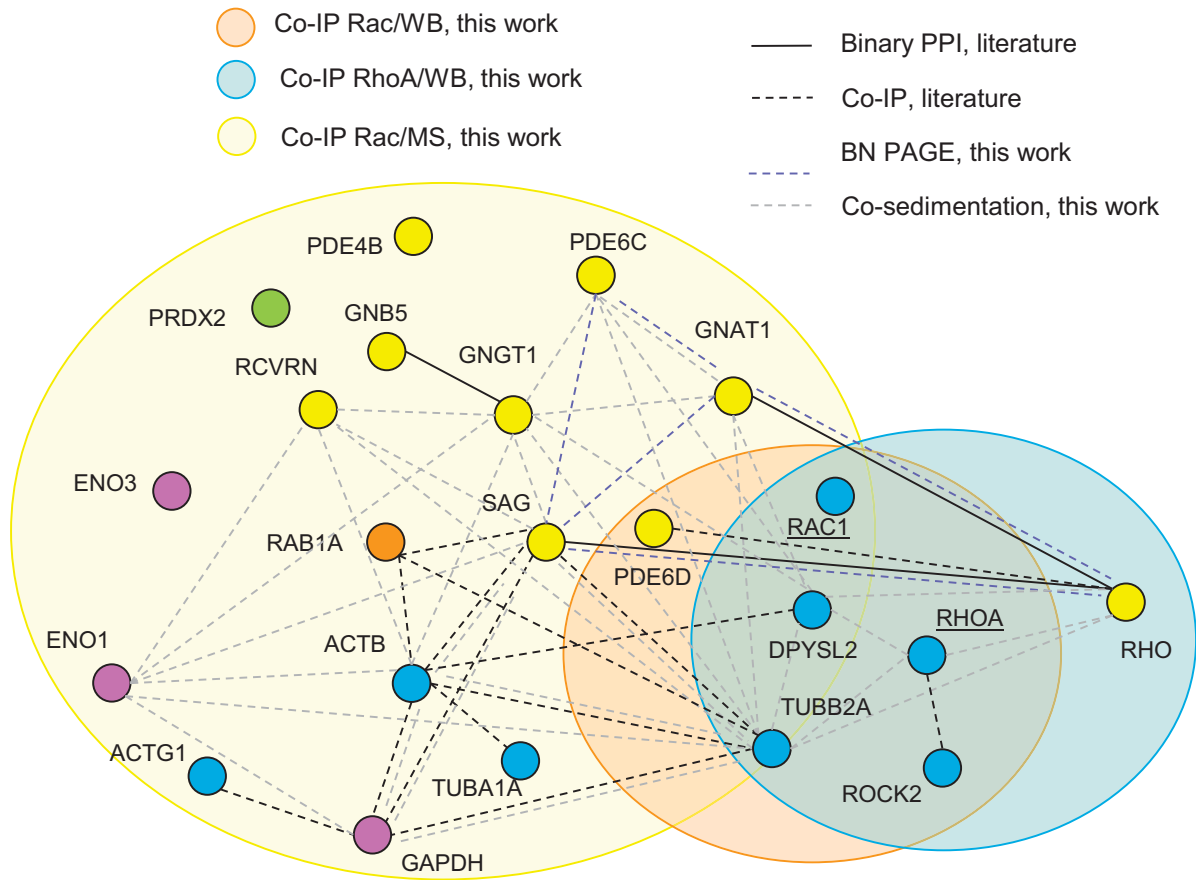 Co-IP Rac/WB, this work
Co-IP RhoA/WB, this work
Co-IP Rac/MS, this work
Binary PPI, literature
Co-IP, literature
BN PAGE, this work
Co-sedimentation, this work
PDE4B
PDE6C
PRDX2
GNB5
GNAT1
RCVRN
GNGT1
ENO3
SAG
RAC1
RAB1A
PDE6D
RHOA
ENO1
ACTB
DPYSL2
RHO
TUBB2A
ACTG1
TUBA1A
ROCK2
GAPDH